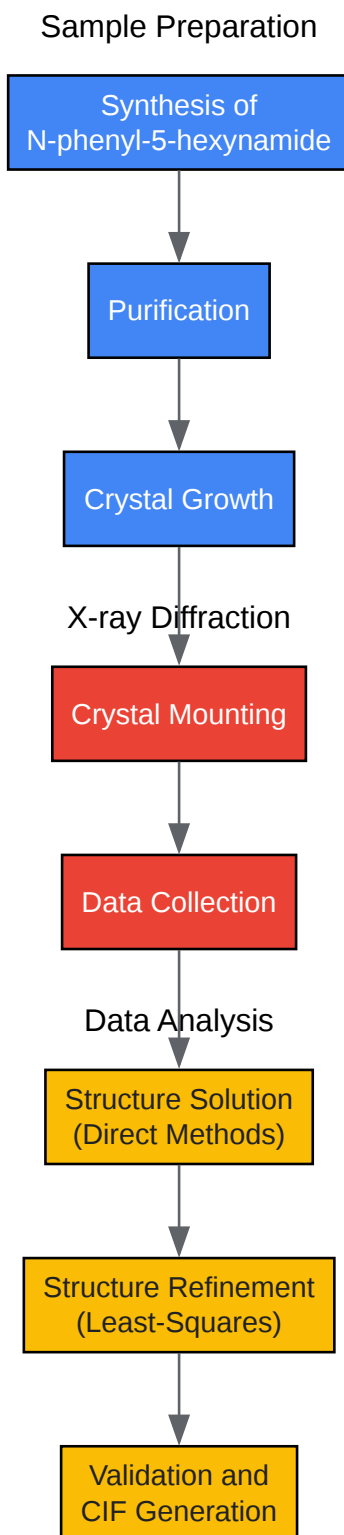 Sample Preparation
Synthesis of
N-phenyl-5-hexynamide
Purification
Crystal Growth
X-ray Diffraction
Crystal Mounting
Data Collection
Data Analysis
Structure Solution
(Direct Methods)
Structure Refinement
(Least-Squares)
Validation and
CIF Generation